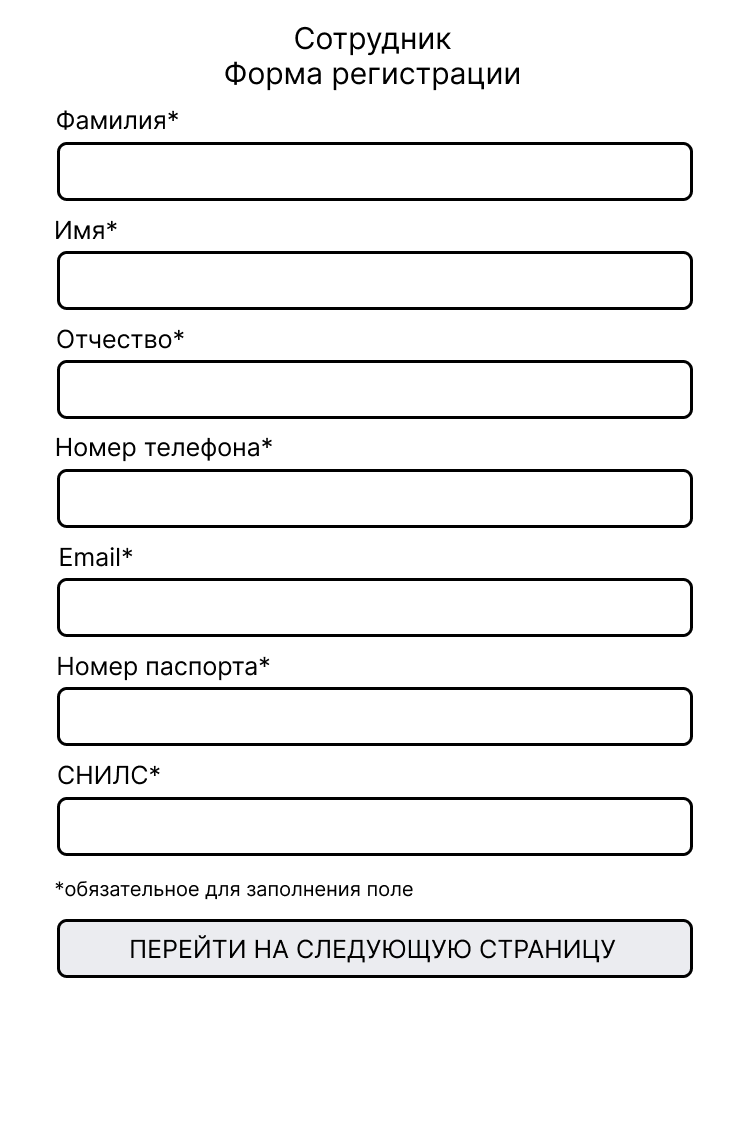 Сотрудник
Форма регистрации
Фамилия*
Имя*
Отчество*
Номер телефона*
Email*
Номер паспорта*
СНИЛС*
*обязательное для заполнения поле
ПЕРЕЙТИ НА СЛЕДУЮЩУЮ СТРАНИЦУ